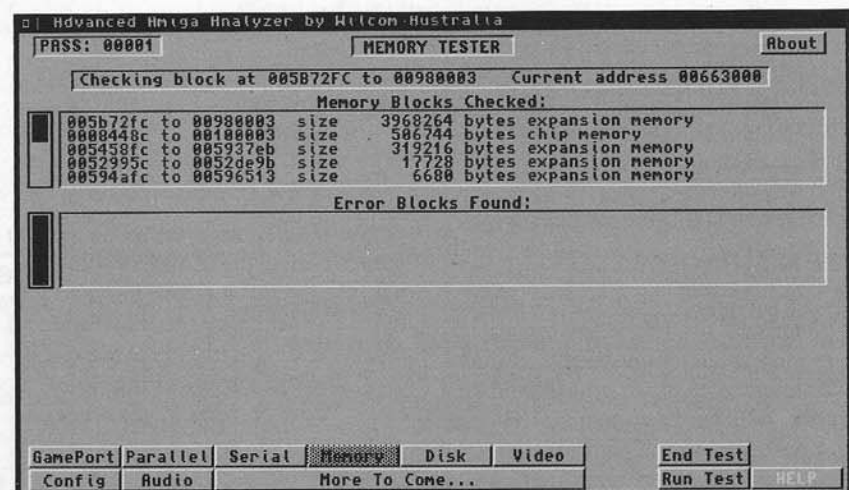 Advanced Amiga Analyzer by Wilcom Australia
PASS: 00001 MEMORY TESTER About
Checking block at 005B72FC to 00980003 Current address 00663000
Memory Blocks Checked:
005b72fc to 00980003 size 3968264 bytes expansion memory
0008448c to 00100003 size 506744 bytes chip memory
005458fc to 005937eb size 319216 bytes expansion memory
0052995c to 0052de9b size 17728 bytes expansion memory
00594afc to 00596513 size 6680 bytes expansion memory
Error Blocks Found:
GamePort Parallel Serial Memory Disk Video End Test
Config Audio More To Come... Run Test HELP